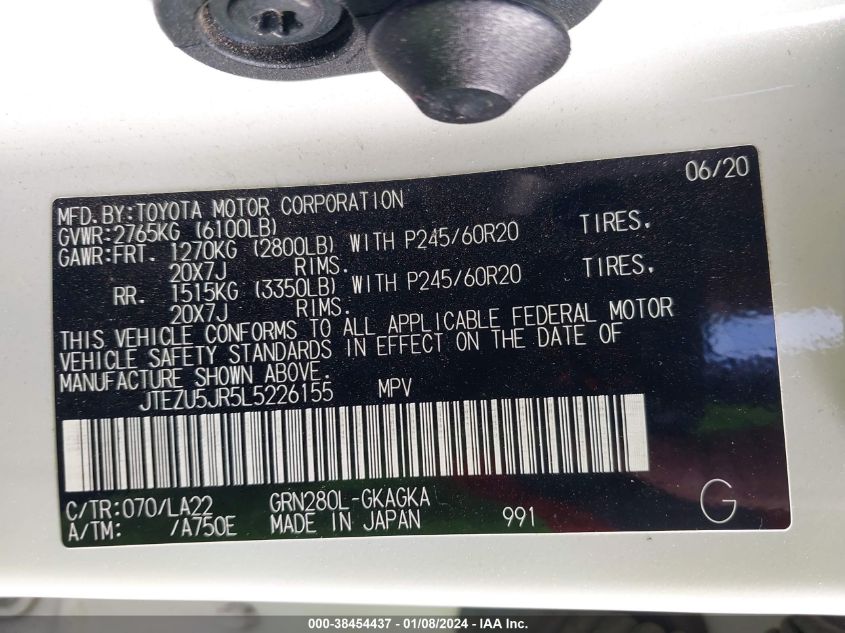 06/20
MFD.BY:TOYOTA MOTOR CORPORATION
GVWR:2765KG (6100LB)
GAWR:FRT. 1270KG (2800LB) WITH P245/60R20 TIRES.
20X7J RIMS.
RR. 1515KG (3350LB) WITH P245/60R20 TIRES.
20X7J RIMS.
THIS VEHICLE CONFORMS TO ALL APPLICABLE FEDERAL MOTOR
VEHICLE SAFETY STANDARDS IN EFFECT ON THE DATE OF
MANUFACTURE SHOWN ABOVE.
JTEZU5JR5L5226155 MPV
C/TR:070/LA22 GRN280L-GKAGKA
A/TM: /A750E MADE IN JAPAN 991 G
000-38454437 - 01/08/2024 - IAA Inc.